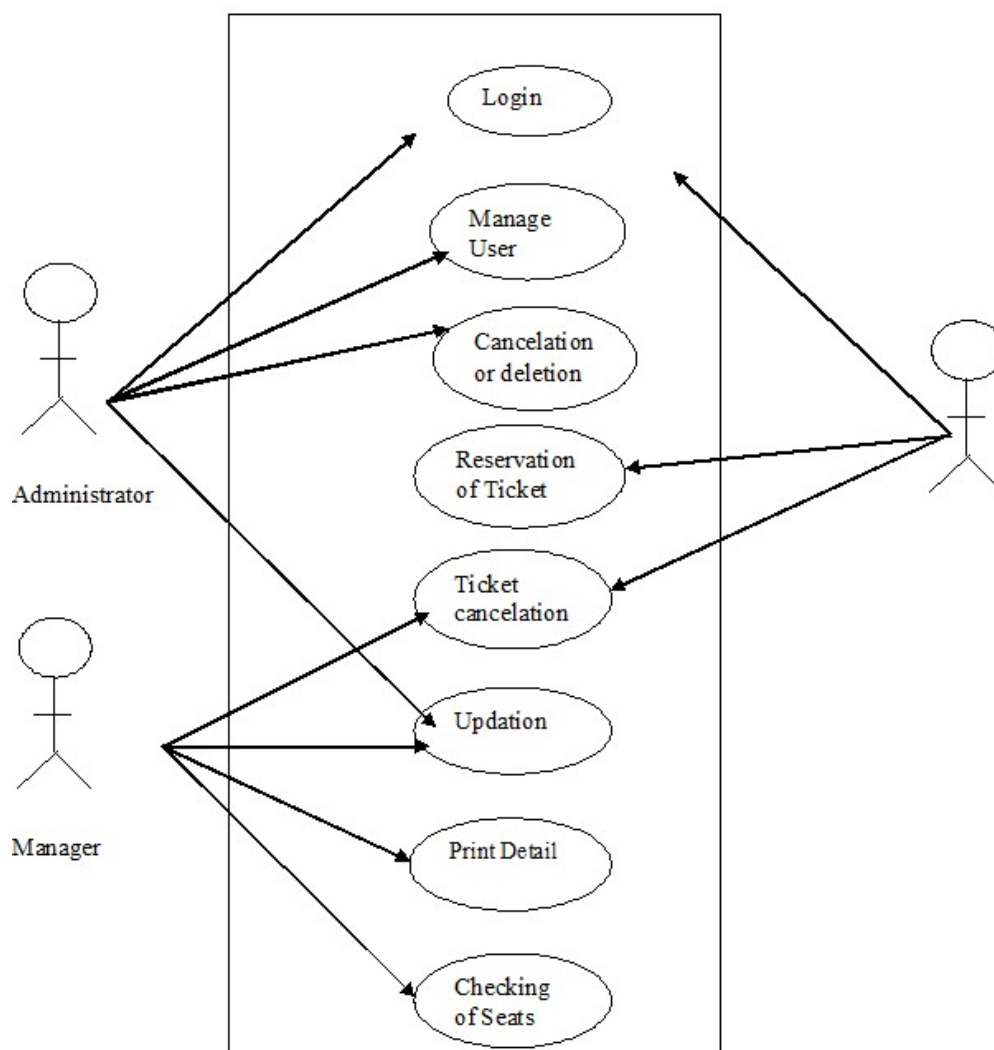 Login
Manage
User
Cancelation
or deletion
Reservation
of Ticket
Administrator
Ticket
cancelation
Updation
Manager
Print Detail
Checking
of Seats